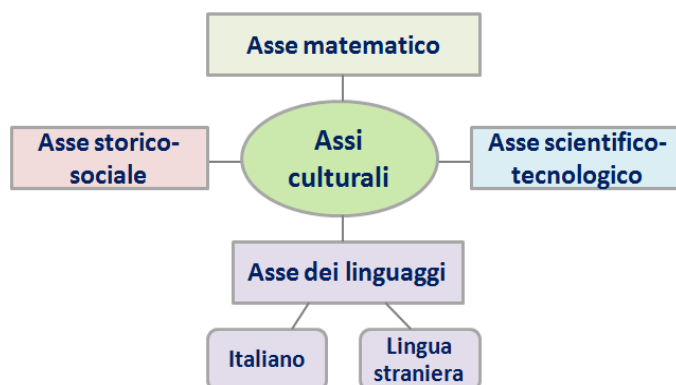 Asse matematico
Asse storico-
sociale
Assi
culturali
Asse scientifico-
tecnologico
Asse dei linguaggi
Italiano
Lingua
straniera